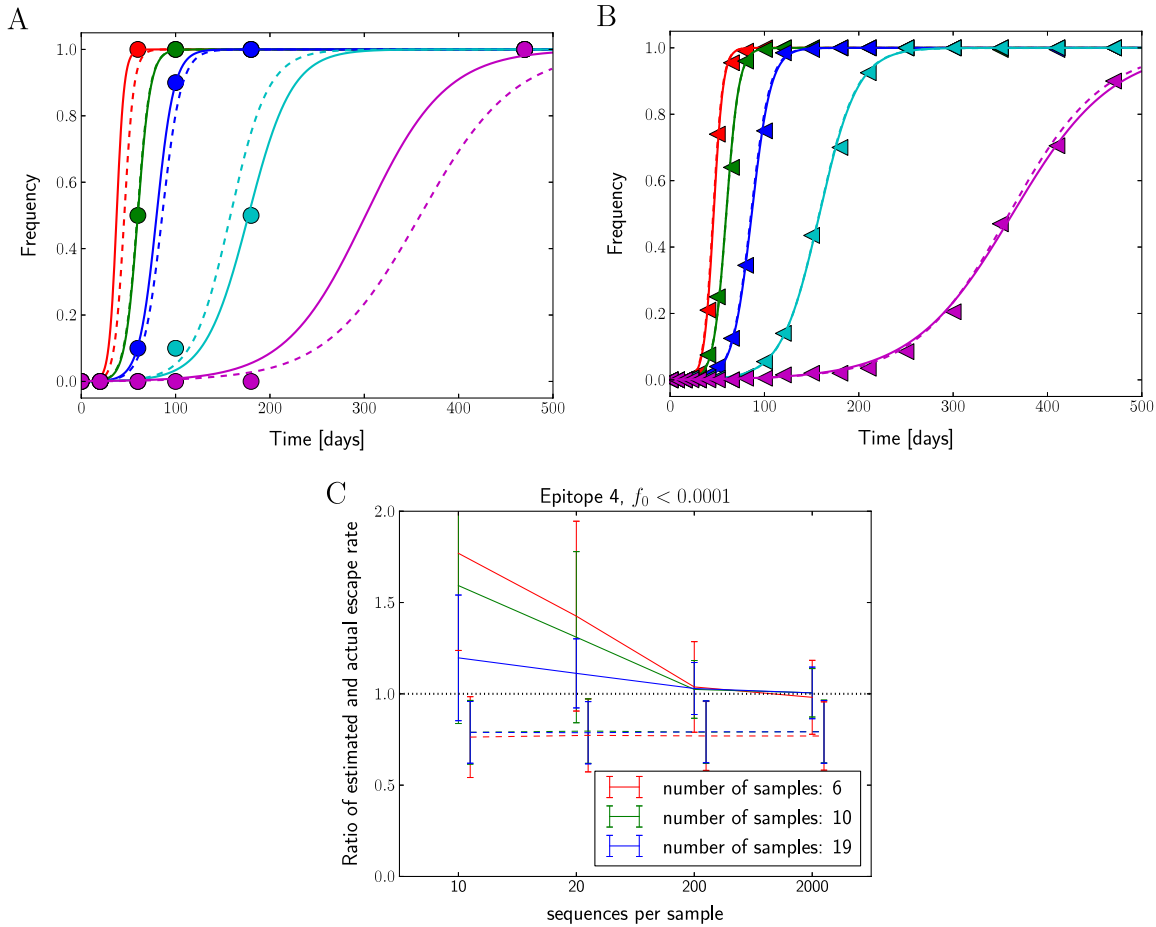 A
Frequency
1.0
0.8
0.6
0.4
0.2
0.0
0
100
200
300
400
500
Time [days]
B
Frequency
1.0
0.8
0.6
0.4
0.2
0.0
0
100
200
300
400
500
Time [days]
C
Epitope 4, f₀ < 0.0001
Ratio of estimated and actual escape rate
2.0
1.5
1.0
0.5
0.0
number of samples: 6
number of samples: 10
number of samples: 19
10
20
200
2000
sequences per sample